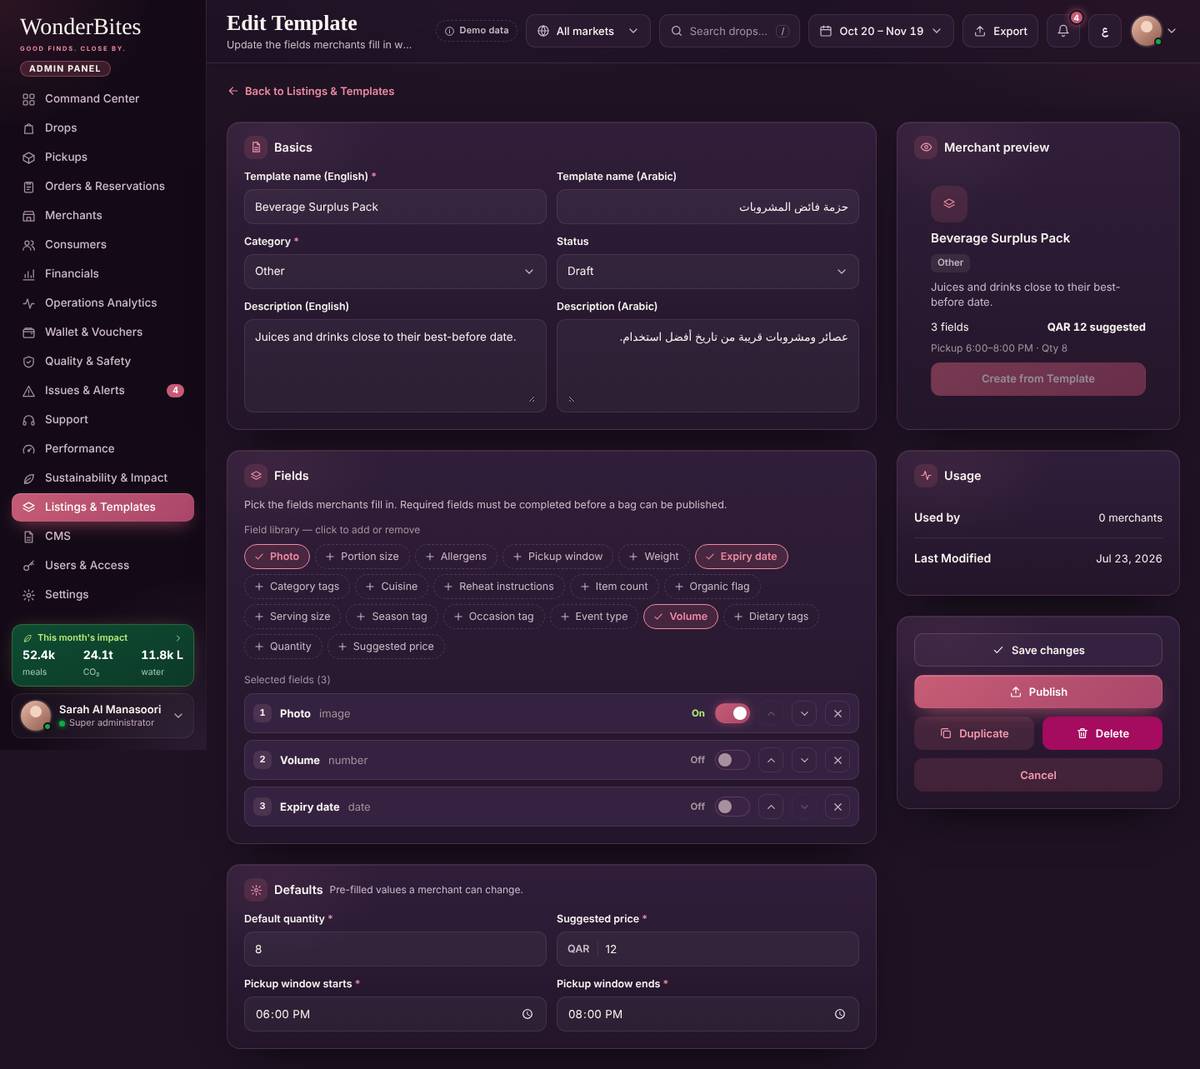 WonderBites
GOOD FINDS. CLOSE BY.
ADMIN PANEL
Command Center
Drops
Pickups
Orders & Reservations
Merchants
Consumers
Financials
Operations Analytics
Wallet & Vouchers
Quality & Safety
Issues & Alerts 4
Support
Performance
Sustainability & Impact
Listings & Templates
CMS
Users & Access
Settings
This month's impact
52.4k 24.1t 11.8k L
meals CO₂ water
Sarah Al Manasoori
Super administrator
Edit Template
Update the fields merchants fill in w...
Demo data
All markets
Search drops... /
Oct 20 – Nov 19
Export
4
ع
Back to Listings & Templates
Basics
Template name (English) * Template name (Arabic)
Beverage Surplus Pack حزمة فائض المشروبات
Category * Status
Other Draft
Description (English) Description (Arabic)
Juices and drinks close to their best-before date. عصائر ومشروبات قريبة من تاريخ أفضل استخدام.
Fields
Pick the fields merchants fill in. Required fields must be completed before a bag can be published.
Field library — click to add or remove
Photo Portion size Allergens Pickup window Weight Expiry date
Category tags Cuisine Reheat instructions Item count Organic flag
Serving size Season tag Occasion tag Event type Volume Dietary tags
Quantity Suggested price
Selected fields (3)
1 Photo image On
2 Volume number Off
3 Expiry date date Off
Defaults Pre-filled values a merchant can change.
Default quantity * Suggested price *
8 QAR 12
Pickup window starts * Pickup window ends *
06:00 PM 08:00 PM
Merchant preview
Beverage Surplus Pack
Other
Juices and drinks close to their best-
before date.
3 fields QAR 12 suggested
Pickup 6:00–8:00 PM · Qty 8
Create from Template
Usage
Used by 0 merchants
Last Modified Jul 23, 2026
Save changes
Publish
Duplicate Delete
Cancel